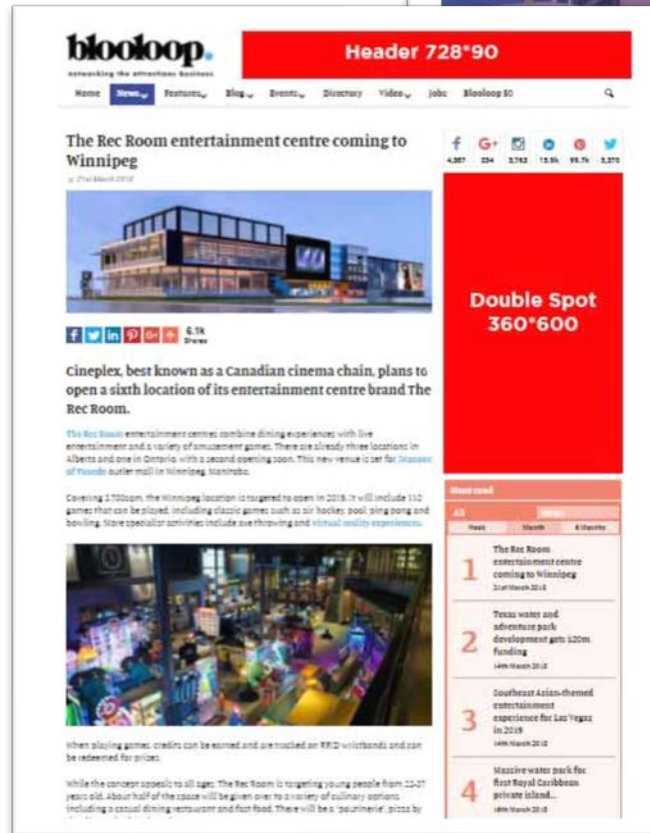 blooloop.
networking the attractions business
Header 728*90
Home News Features Blog Events Directory Video Jobs Blooloop 50
The Rec Room entertainment centre coming to
Winnipeg
21st March 2018
6.1k
Shares
Cineplex, best known as a Canadian cinema chain, plans to
open a sixth location of its entertainment centre brand The
Rec Room.
The Rec Room entertainment centres combine dining experiences with live
entertainment and a variety of amusement games. There are already three locations in
Alberta and one in Ontario, with a second opening soon. This new venue is set for Seasons
of Tuxedo outlet mall in Winnipeg, Manitoba.
Covering 3,700sqm, the Winnipeg location is targeted to open in 2019. It will include
games that can be played, including classic games such as air hockey, pool, ping pong and
bowling. More specialist activities include axe throwing and virtual reality experiences.
When playing games, credits can be earned and are tracked on RFID wristbands and can
be redeemed for prizes.
While the concept appeals to all ages, The Rec Room is targeting young people from
years old. About half of the space will be given over to a variety of culinary options
including a casual dining restaurant and fast food. There will be a 'poutinerie', pizza by
f G+ in
Double Spot
360*600
Most read
All News
Week Month 6 Months
1
The Rec Room
entertainment centre
coming to Winnipeg
21st March 2018
2
Texas water and
adventure park
development gets $20m
funding
14th March 2018
3
Southeast Asian-themed
entertainment
experience for Las Vegas
in 2019
14th March 2018
4
Massive water park for
first Royal Caribbean
private island...